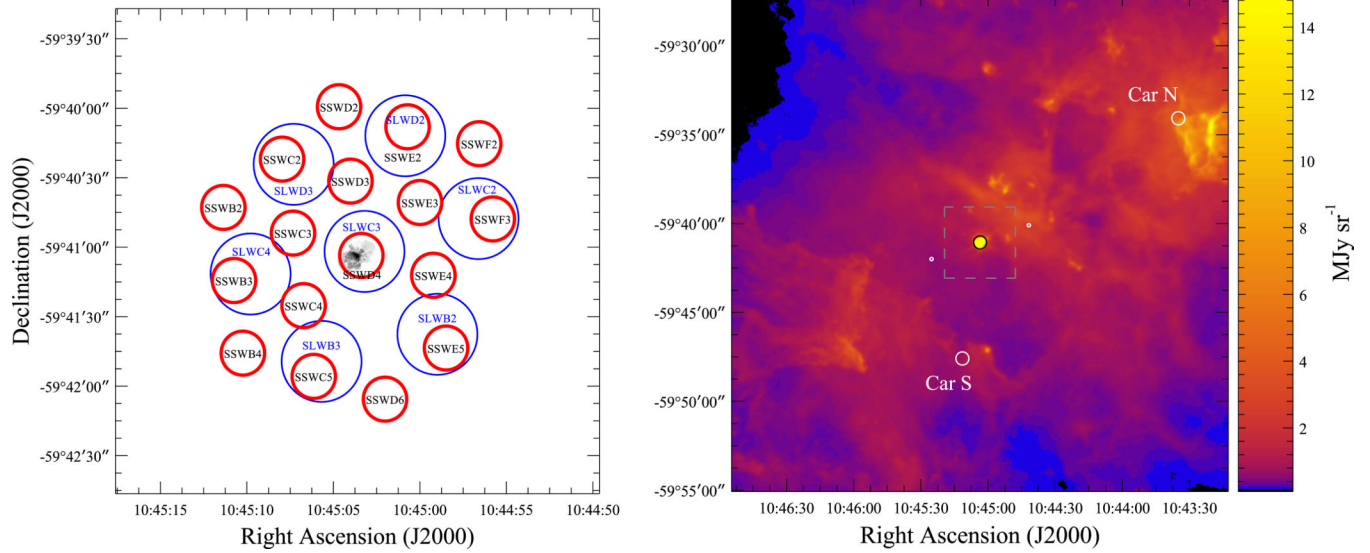 -59°39′30″
-59°40′00″
-59°40′30″
-59°41′00″
-59°41′30″
-59°42′00″
-59°42′30″
Declination (J2000)
SSWD2
SLWD2
SSWE2
SSWF2
SSWC2
SLWD3
SSWD3
SLWC2
SSWB2
SSWE3
SSWF3
SSWC3
SLWC3
SLWC4
SSWD4
SSWB3
SSWE4
SSWC4
SLWB2
SSWB4
SLWB3
SSWE5
SSWC5
SSWD6
10:45:15
10:45:10
10:45:05
10:45:00
10:44:55
10:44:50
Right Ascension (J2000)
-59°30′00″
-59°35′00″
-59°40′00″
-59°45′00″
-59°50′00″
-59°55′00″
Car N
Car S
10:46:30
10:46:00
10:45:30
10:45:00
10:44:30
10:44:00
10:43:30
Right Ascension (J2000)
14
12
10
8
6
4
2
MJy sr⁻¹